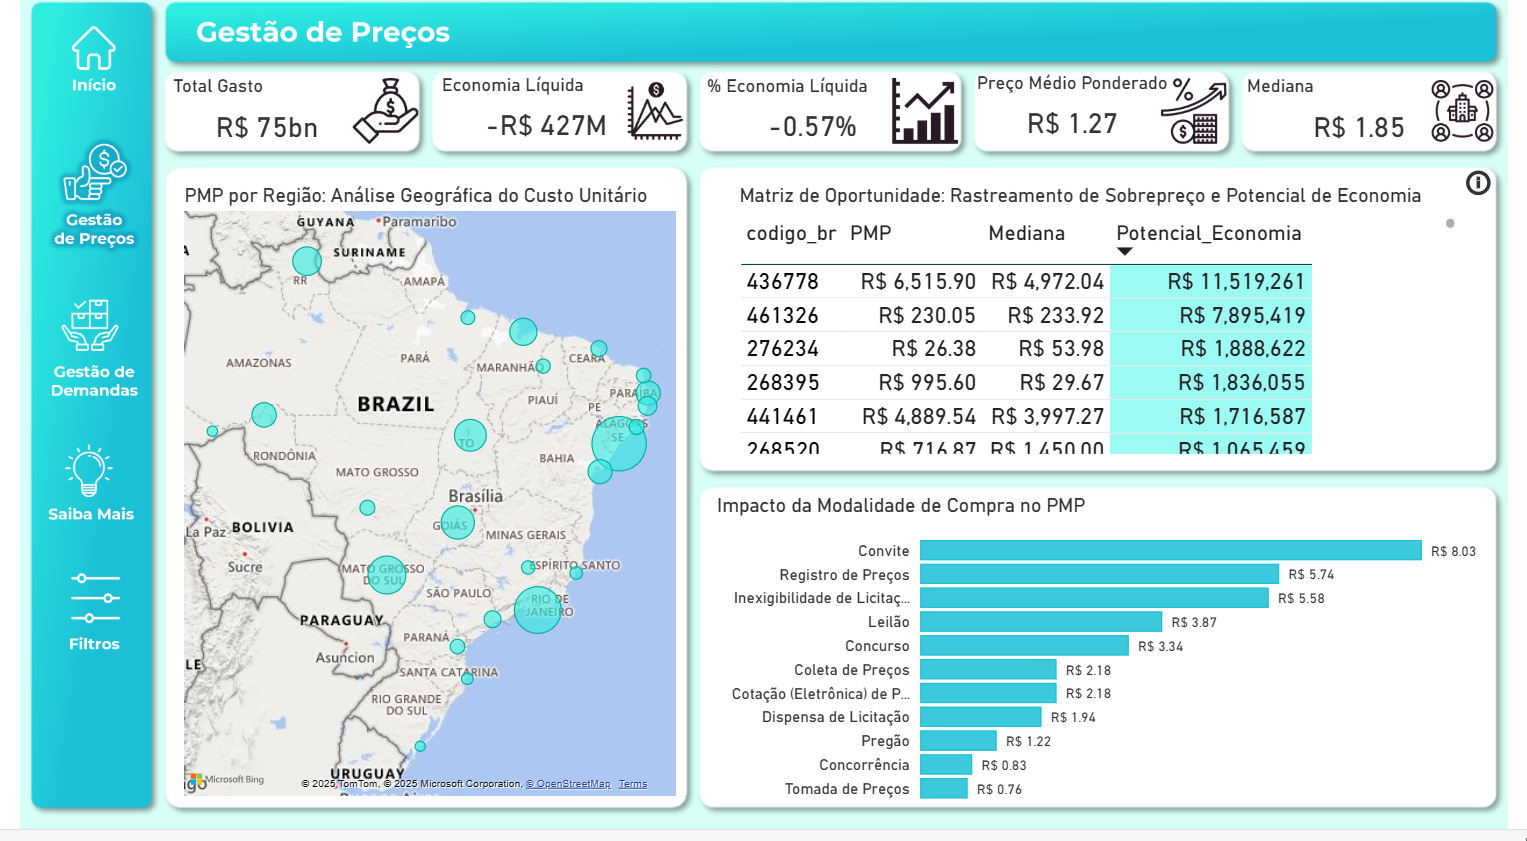 Gestão de Preços
Início
Gestão
de Preços
Gestão de
Demandas
Saiba Mais
Filtros
Total Gasto
R$ 75bn
Economia Líquida
-R$ 427M
% Economia Líquida
-0.57%
Preço Médio Ponderado
R$ 1.27
Mediana
R$ 1.85
PMP por Região: Análise Geográfica do Custo Unitário
GUYANA
Paramaribo
SURINAME
RR
AMAPÁ
AMAZONAS
PARÁ
MARANHÃO
CEARÁ
BRAZIL
PIAUÍ
PARAÍBA
PE
ALAGOAS
SE
TO
RONDÔNIA
BAHIA
MATO GROSSO
Brasília
BOLIVIA
La Paz
GOIÁS
MINAS GERAIS
Sucre
MATO GROSSO
DO SUL
ESPÍRITO SANTO
SÃO PAULO
RIO DE
JANEIRO
PARAGUAY
PARANÁ
Asuncion
SANTA CATARINA
RIO GRANDE
DO SUL
URUGUAY
Microsoft Bing
© 2025 TomTom, © 2025 Microsoft Corporation, © OpenStreetMap Terms
Matriz de Oportunidade: Rastreamento de Sobrepreço e Potencial de Economia
codigo_br PMP Mediana Potencial_Economia
436778 R$ 6,515.90 R$ 4,972.04 R$ 11,519,261
461326 R$ 230.05 R$ 233.92 R$ 7,895,419
276234 R$ 26.38 R$ 53.98 R$ 1,888,622
268395 R$ 995.60 R$ 29.67 R$ 1,836,055
441461 R$ 4,889.54 R$ 3,997.27 R$ 1,716,587
268520 R$ 716.87 R$ 1,450.00 R$ 1,065,459
Impacto da Modalidade de Compra no PMP
Convite R$ 8.03
Registro de Preços R$ 5.74
Inexigibilidade de Licitaç... R$ 5.58
Leilão R$ 3.87
Concurso R$ 3.34
Coleta de Preços R$ 2.18
Cotação (Eletrônica) de P... R$ 2.18
Dispensa de Licitação R$ 1.94
Pregão R$ 1.22
Concorrência R$ 0.83
Tomada de Preços R$ 0.76